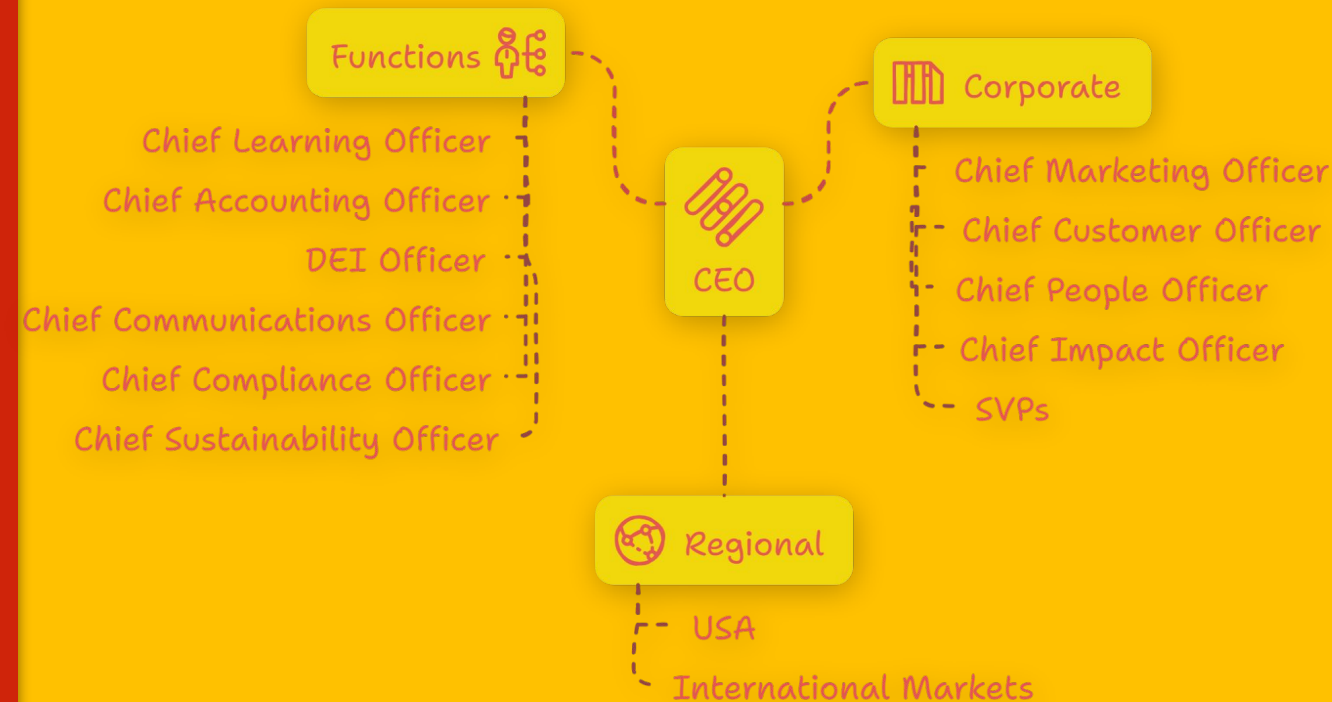 Functions
Chief Learning Officer
Chief Accounting Officer
DEI Officer
Chief Communications Officer
Chief Compliance Officer
Chief Sustainability Officer
CEO
Corporate
Chief Marketing Officer
Chief Customer Officer
Chief People Officer
Chief Impact Officer
SVPs
Regional
USA
International Markets